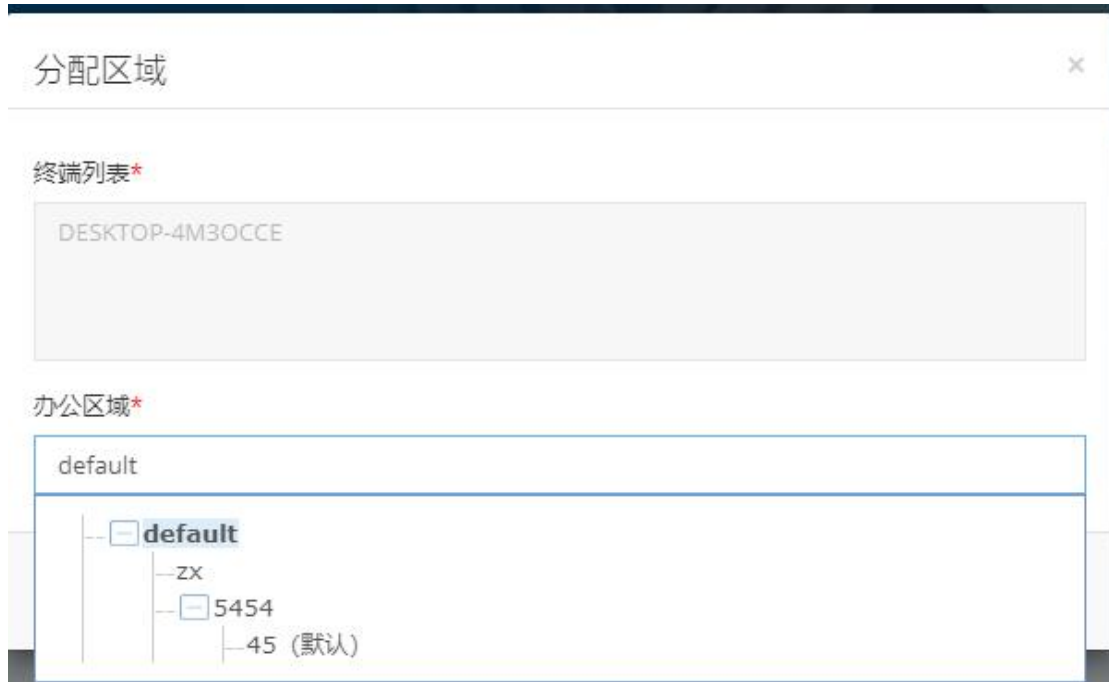 分配区域
×
终端列表*
DESKTOP-4M3OCCE
办公区域*
default
default
zx
5454
45（默认）